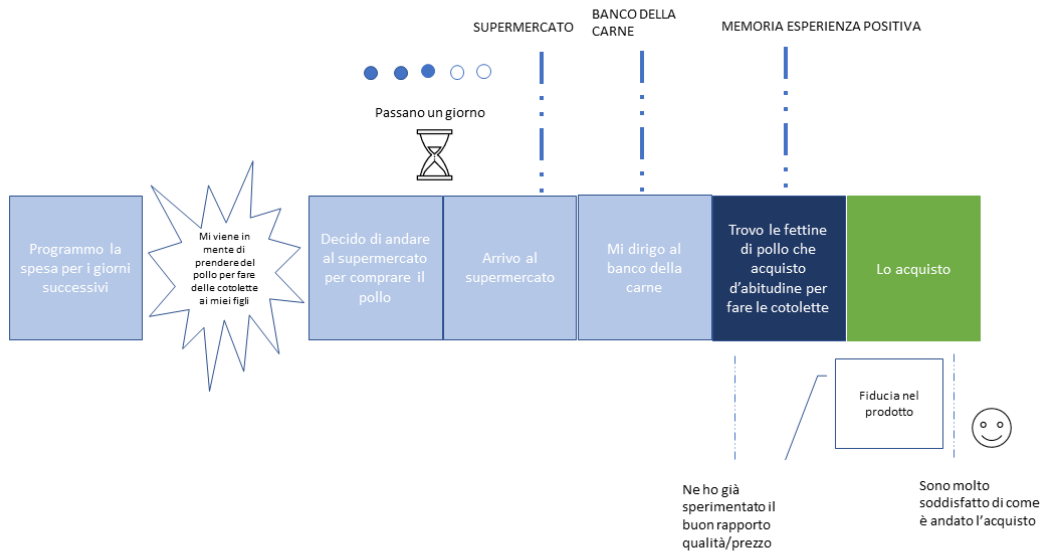 SUPERMERCATO
BANCO DELLA
CARNE
MEMORIA ESPERIENZA POSITIVA
Passano un giorno
Programmo la
spesa per i giorni
successivi
Mi viene in
mente di
prendere del
pollo per fare
delle cotolette
ai miei figli
Decido di andare
al supermercato
per comprare il
pollo
Arrivo al
supermercato
Mi dirigo al
banco della
carne
Trovo le fettine
di pollo che
acquisto
d'abitudine per
fare le cotolette
Lo acquisto
Fiducia nel
prodotto
Ne ho già
sperimentato il
buon rapporto
qualità/prezzo
Sono molto
soddisfatto di come
è andato l'acquisto